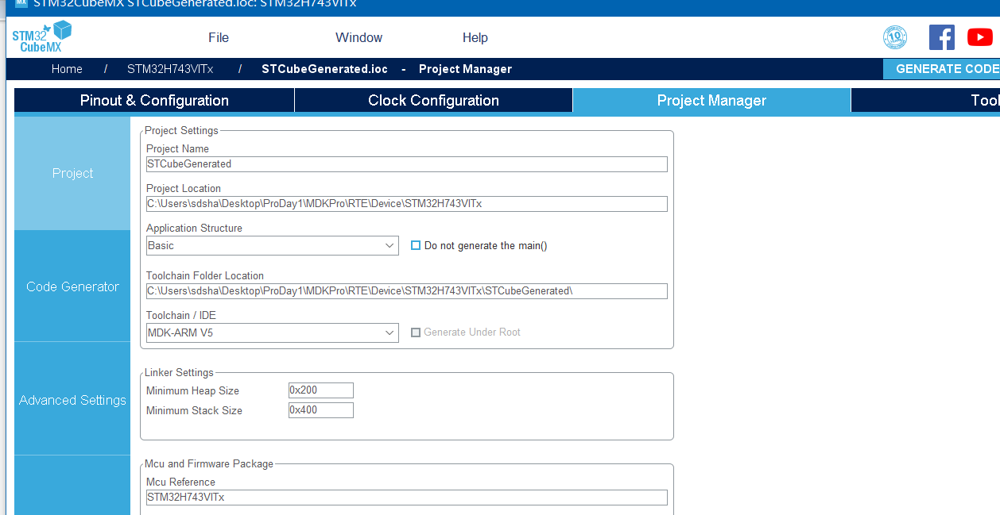 MX STM32CubeMX STCubeGenerated.ioc: STM32H743VITx
STM32
CubeMX
File Window Help
10
Home / STM32H743VITx / STCubeGenerated.ioc - Project Manager GENERATE CODE
Pinout & Configuration Clock Configuration Project Manager Tool
Project
Code Generator
Advanced Settings
Project Settings
Project Name
STCubeGenerated
Project Location
C:\Users\sdsha\Desktop\ProDay1\MDKPro\RTE\Device\STM32H743VITx
Application Structure
Basic Do not generate the main()
Toolchain Folder Location
C:\Users\sdsha\Desktop\ProDay1\MDKPro\RTE\Device\STM32H743VITx\STCubeGenerated\
Toolchain / IDE
MDK-ARM V5 Generate Under Root
Linker Settings
Minimum Heap Size 0x200
Minimum Stack Size 0x400
Mcu and Firmware Package
Mcu Reference
STM32H743VITx